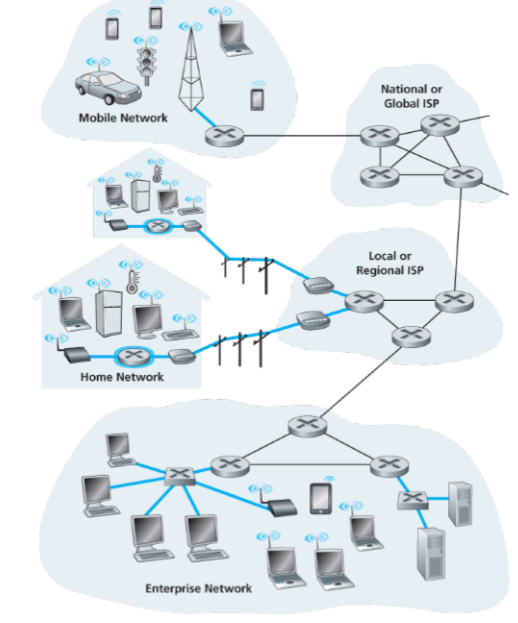 Mobile Network
National or
Global ISP
Local or
Regional ISP
Home Network
Enterprise Network